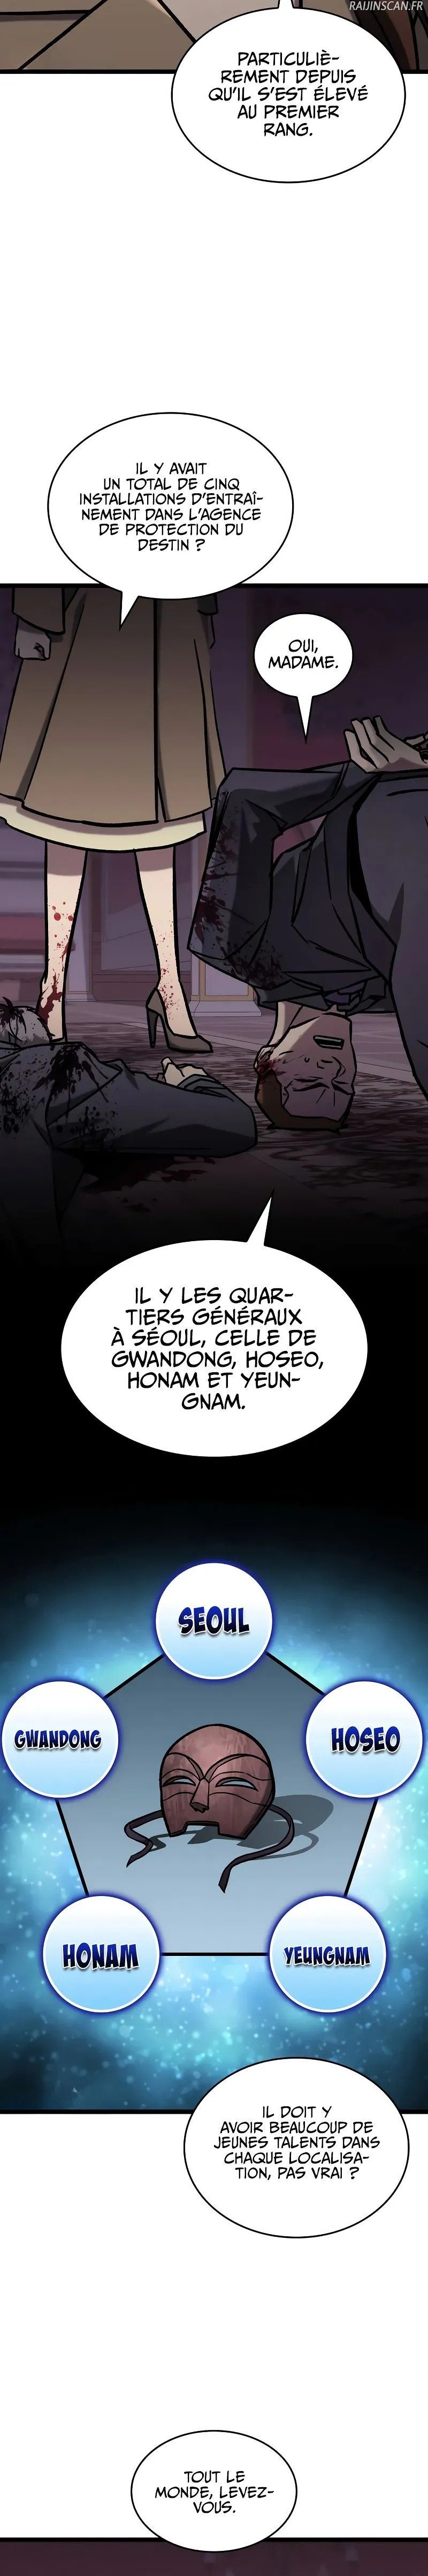 RAIJINSCAN.FR
PARTICULIÈ-
REMENT DEPUIS
QU'IL S'EST ÉLEVÉ
AU PREMIER
RANG.
IL Y AVAIT
UN TOTAL DE CINQ
INSTALLATIONS D'ENTRAÎ-
NEMENT DANS L'AGENCE
DE PROTECTION DU
DESTIN ?
OUI,
MADAME.
IL Y LES QUAR-
TIERS GÉNÉRAUX
À SÉOUL, CELLE DE
GWANDONG, HOSEO,
HONAM ET YEUN-
GNAM.
SEOUL
GWANDONG
HOSEO
HONAM
YEUNGNAM
IL DOIT Y
AVOIR BEAUCOUP DE
JEUNES TALENTS DANS
CHAQUE LOCALISA-
TION, PAS VRAI ?
TOUT LE
MONDE, LEVEZ-
VOUS.